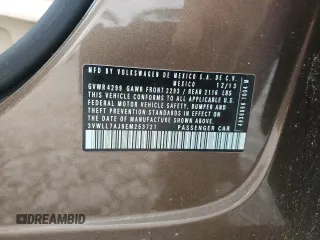 MFD BY VOLKSWAGEN DE MEXICO S.A. DE C.V.
MEXICO 12/13
GVWR 4299 GAWR FRONT 2293 / REAR 2116 LBS
THIS VEHICLE CONFORMS TO ALL APPLICABLE U.S.
FEDERAL MOTOR VEHICLE SAFETY, BUMPER AND
THEFT PREVENTION STANDARDS IN EFFECT ON
THE DATE OF MANUFACTURE SHOWN ABOVE.
3VWLL7AJ9EM253721 PASSENGER CAR
DREAMBID